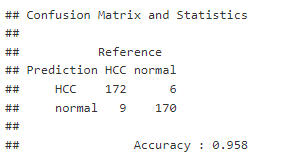 ## Confusion Matrix and Statistics
##
##           Reference
## Prediction HCC normal
##     HCC    172      6
##     normal   9    170
##
##                Accuracy : 0.958